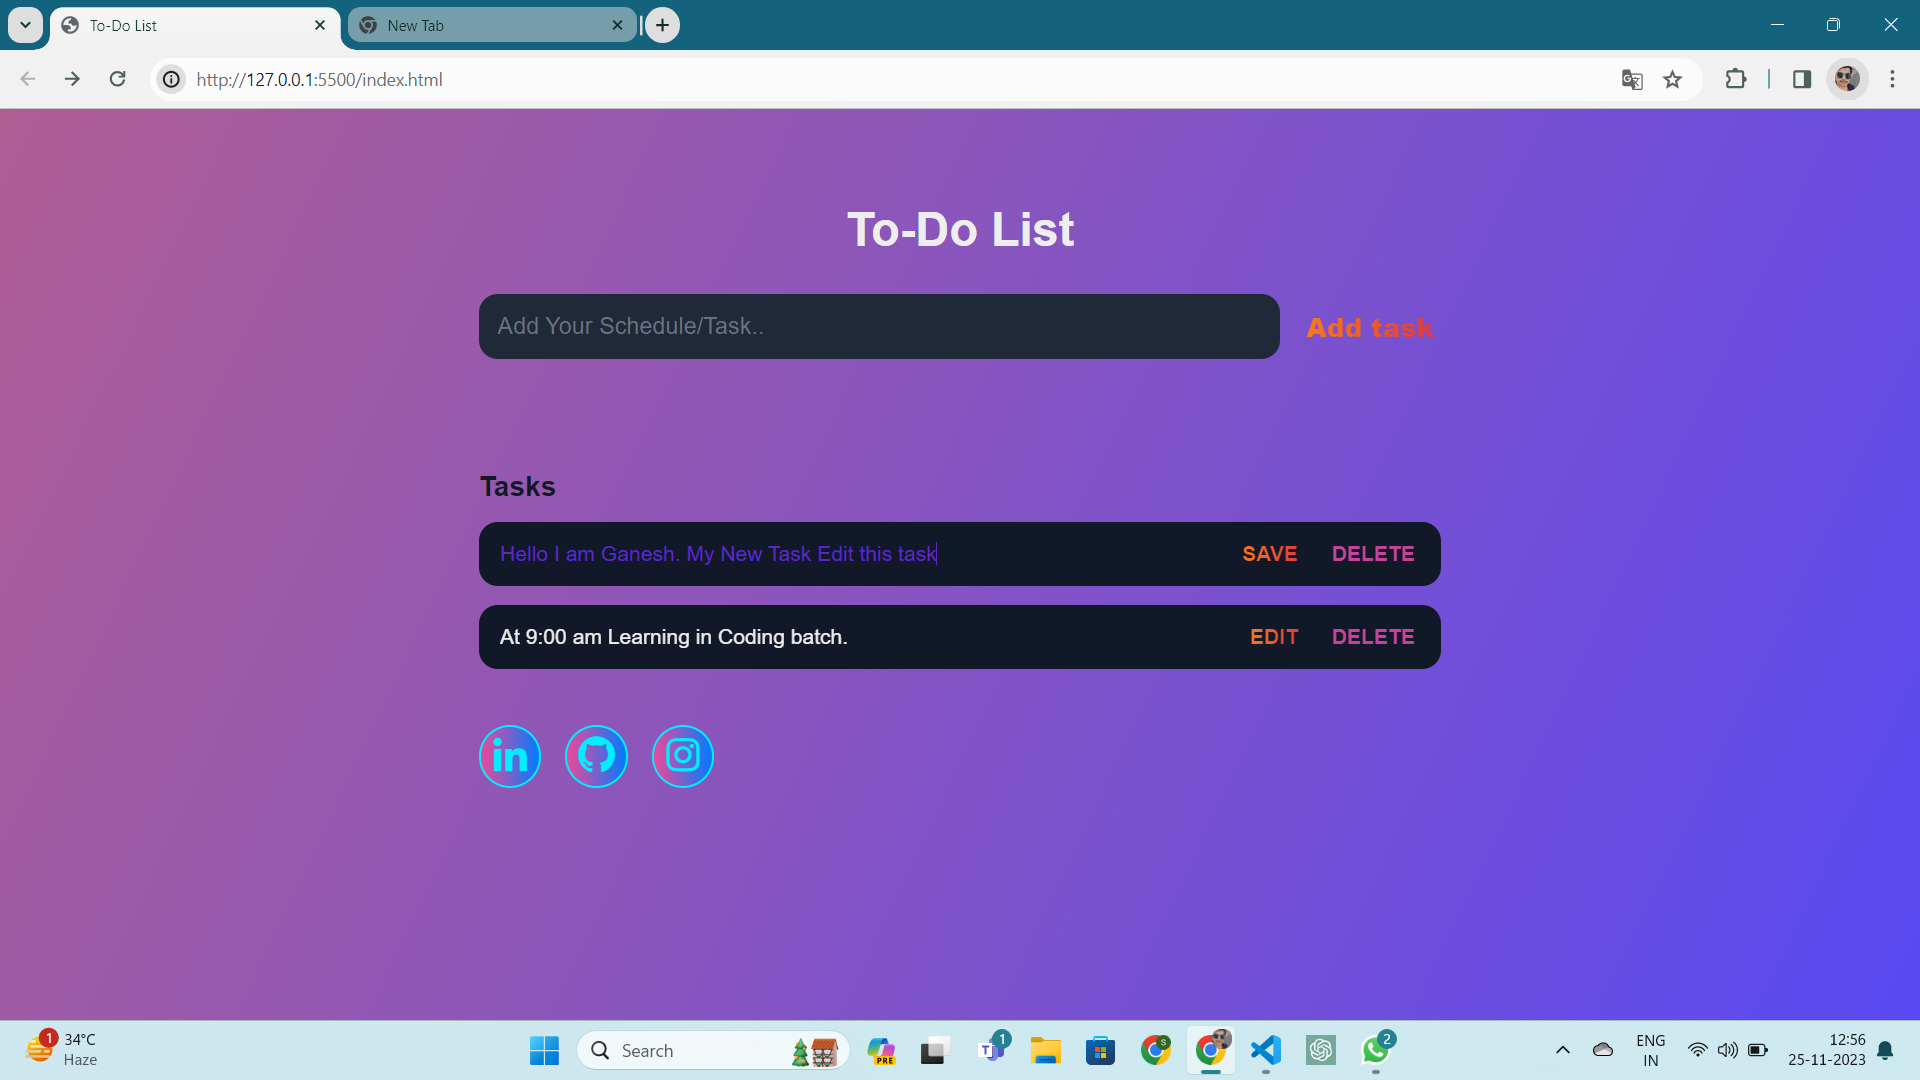 To-Do List
New Tab
http://127.0.0.1:5500/index.html
To-Do List
Add Your Schedule/Task..
Add task
Tasks
Hello I am Ganesh. My New Task Edit this task
SAVE
DELETE
At 9:00 am Learning in Coding batch.
EDIT
DELETE
in
1
34°C
Haze
Search
PRE
T
1
S
2
ENG
IN
12:56
25-11-2023